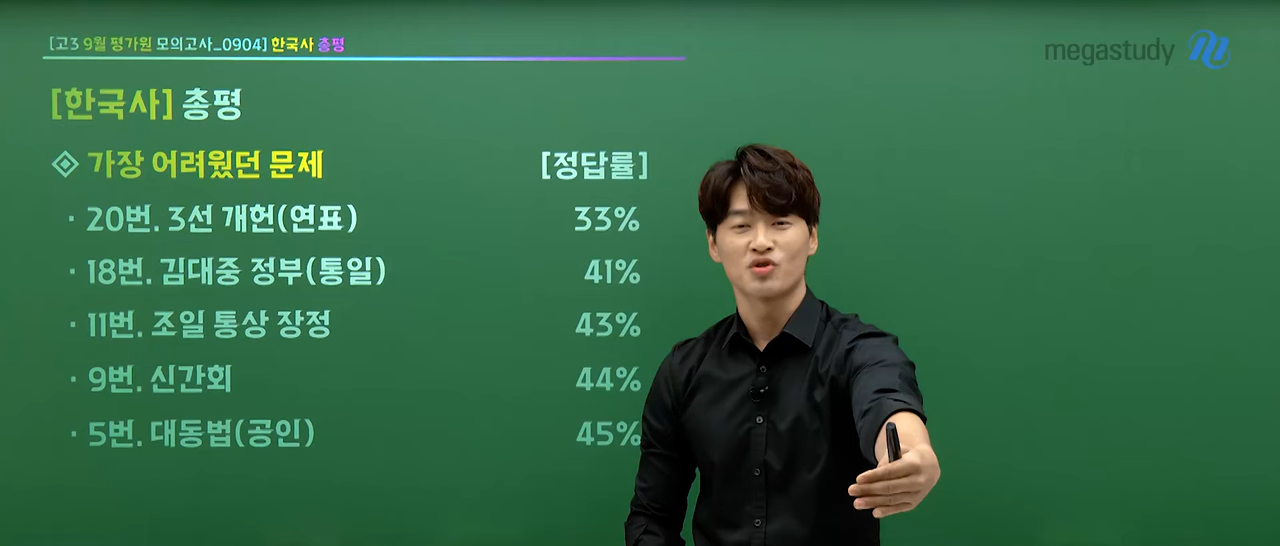 [고3 9월 평가원 모의고사_0904] 한국사 총평
megastudy
[한국사] 총평
가장 어려웠던 문제 [정답률]
· 20번. 3선 개헌(연표) 33%
· 18번. 김대중 정부(통일) 41%
· 11번. 조일 통상 장정 43%
· 9번. 신간회 44%
· 5번. 대동법(공인) 45%